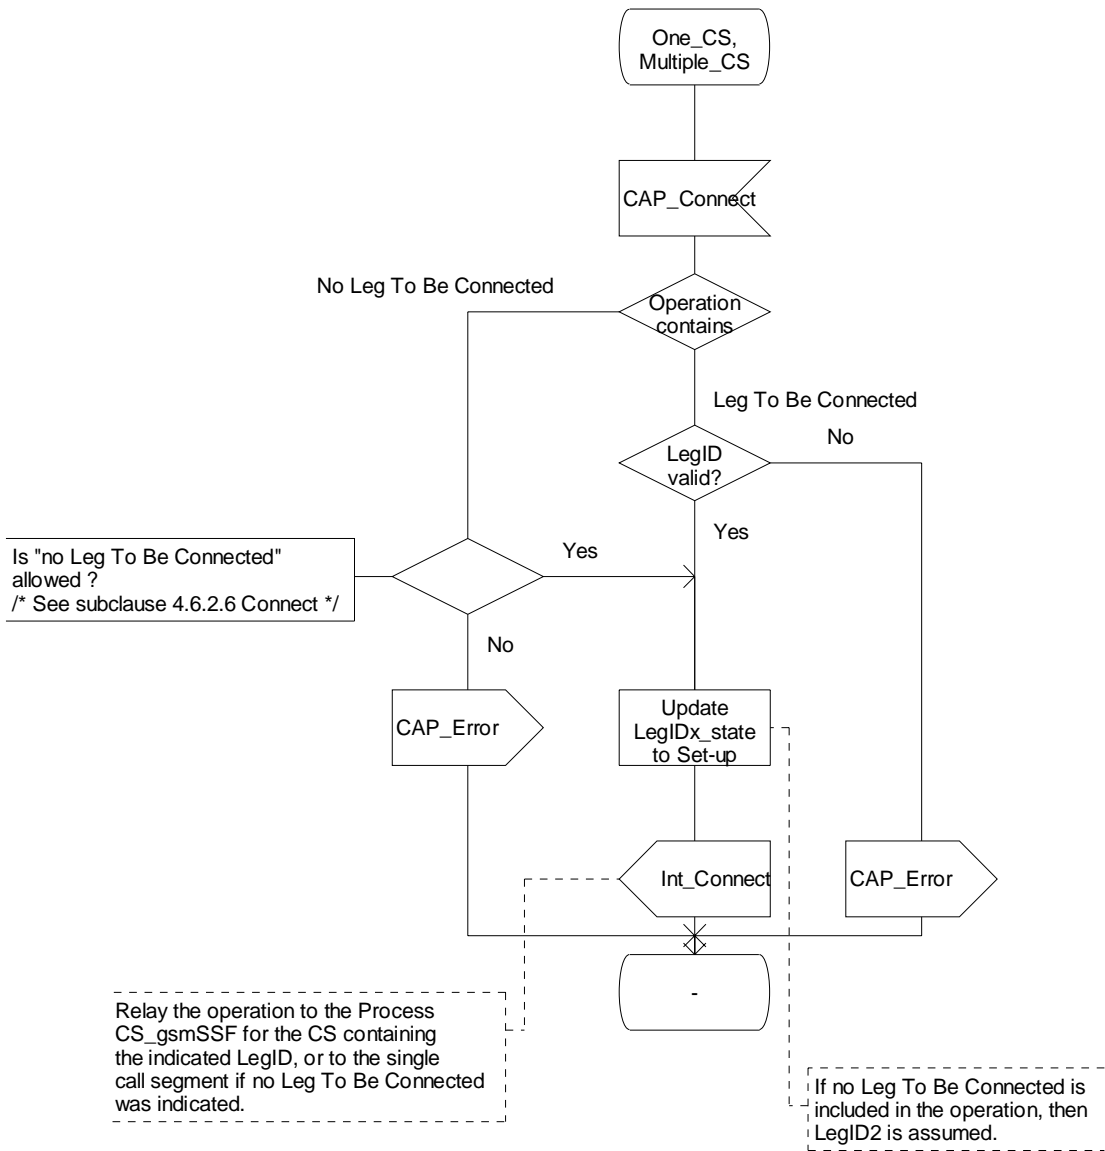 One_CS,
Multiple_CS
CAP_Connect
No Leg To Be Connected
Operation
contains
Leg To Be Connected
No
LegID
valid?
Yes
Is "no Leg To Be Connected"
allowed ?
/* See subclause 4.6.2.6 Connect */
Yes
No
CAP_Error
Update
LegIDx_state
to Set-up
Int_Connect
CAP_Error
-
Relay the operation to the Process
CS_gsmSSF for the CS containing
the indicated LegID, or to the single
call segment if no Leg To Be Connected
was indicated.
If no Leg To Be Connected is
included in the operation, then
LegID2 is assumed.